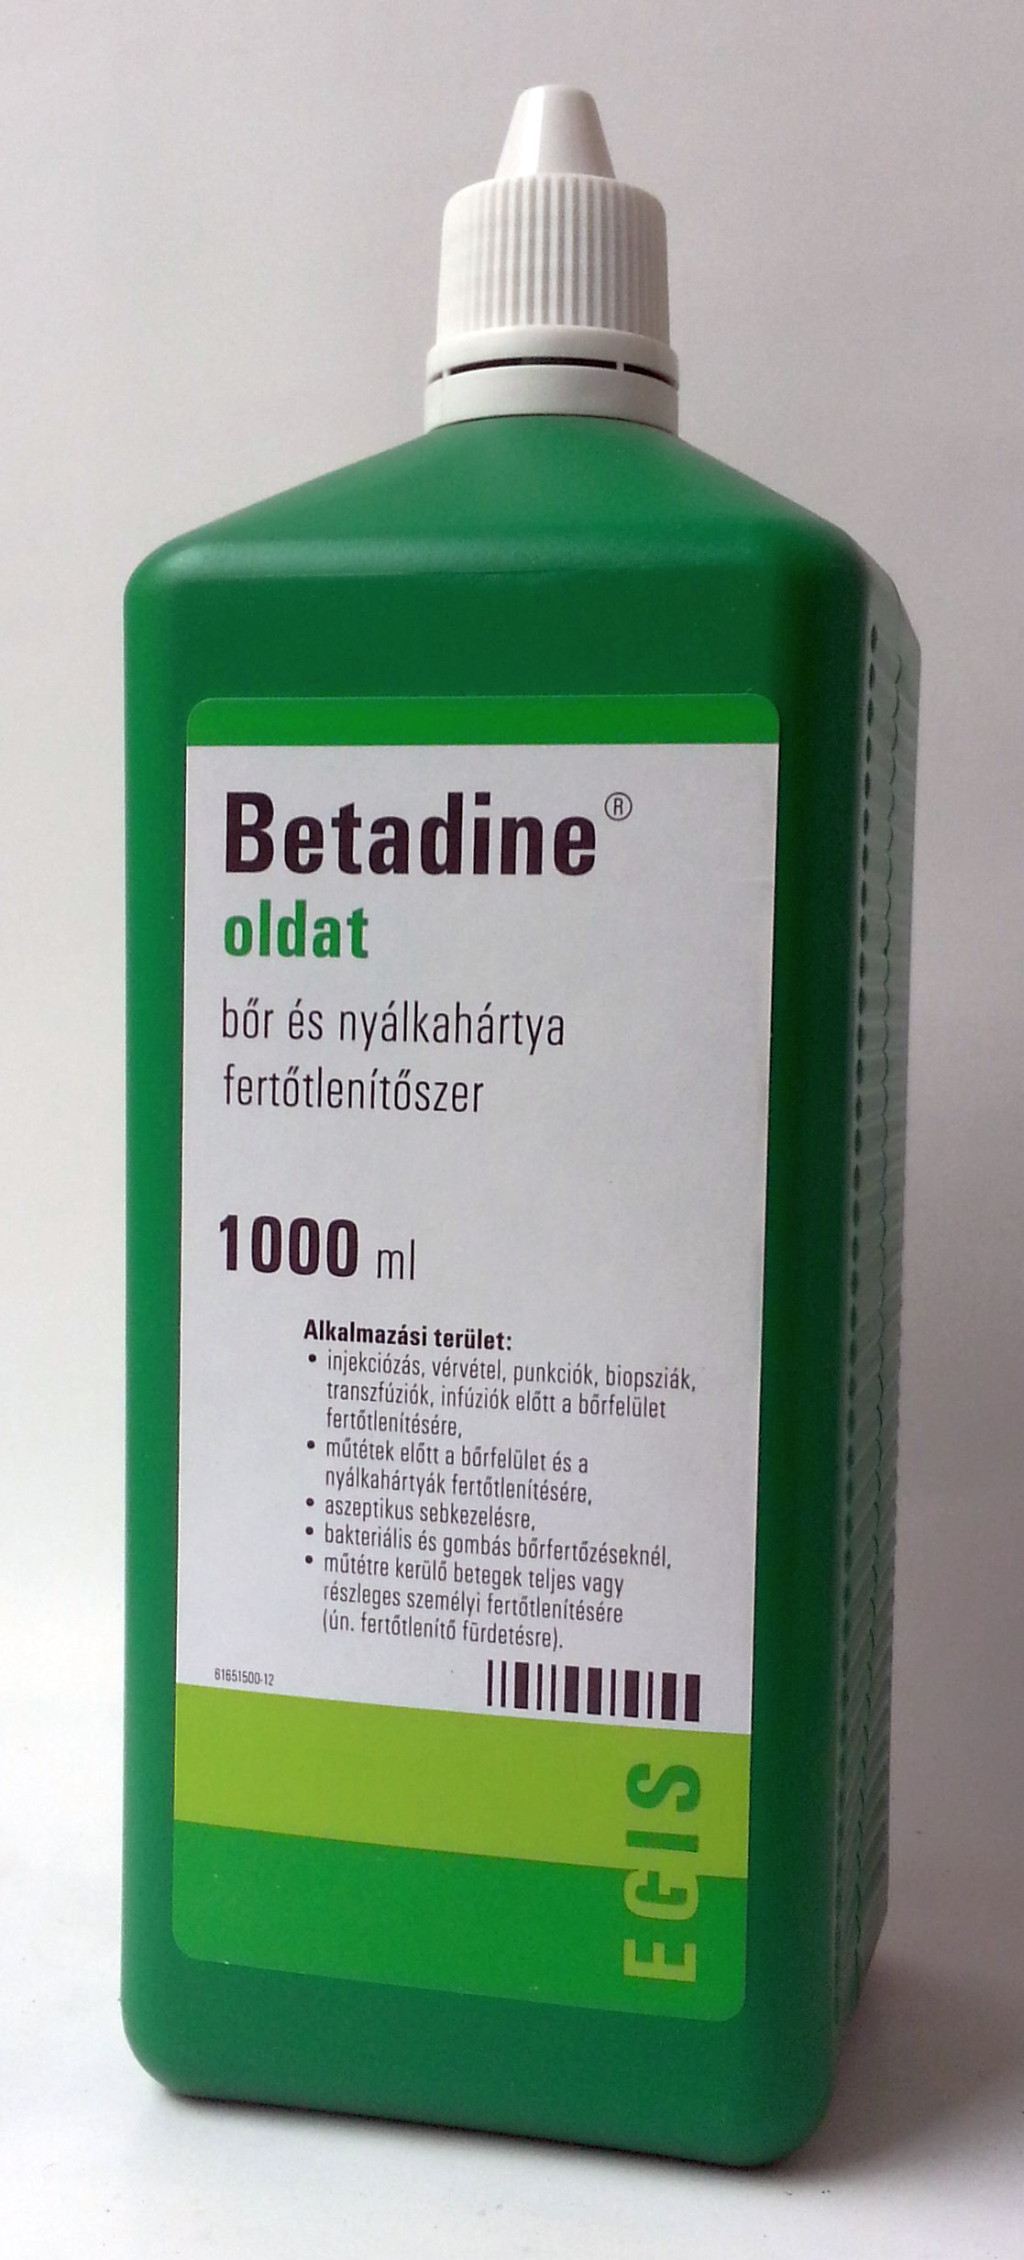 Betadine®
oldat
bőr és nyálkahártya
fertőtlenítőszer
1000 ml
Alkalmazási terület:
• injekciózás, vérvétel, punkciók, biopsziák,
transzfúziók, infúziók előtt a bőrfelület
fertőtlenítésére,
• műtétek előtt a bőrfelület és a
nyálkahártyák fertőtlenítésére,
• aszeptikus sebkezelésre,
• bakteriális és gombás bőrfertőzéseknél,
• műtétre kerülő betegek teljes vagy
részleges személyi fertőtlenítésére
(ún. fertőtlenítő fürdetésre).
61651500-12
EGIS